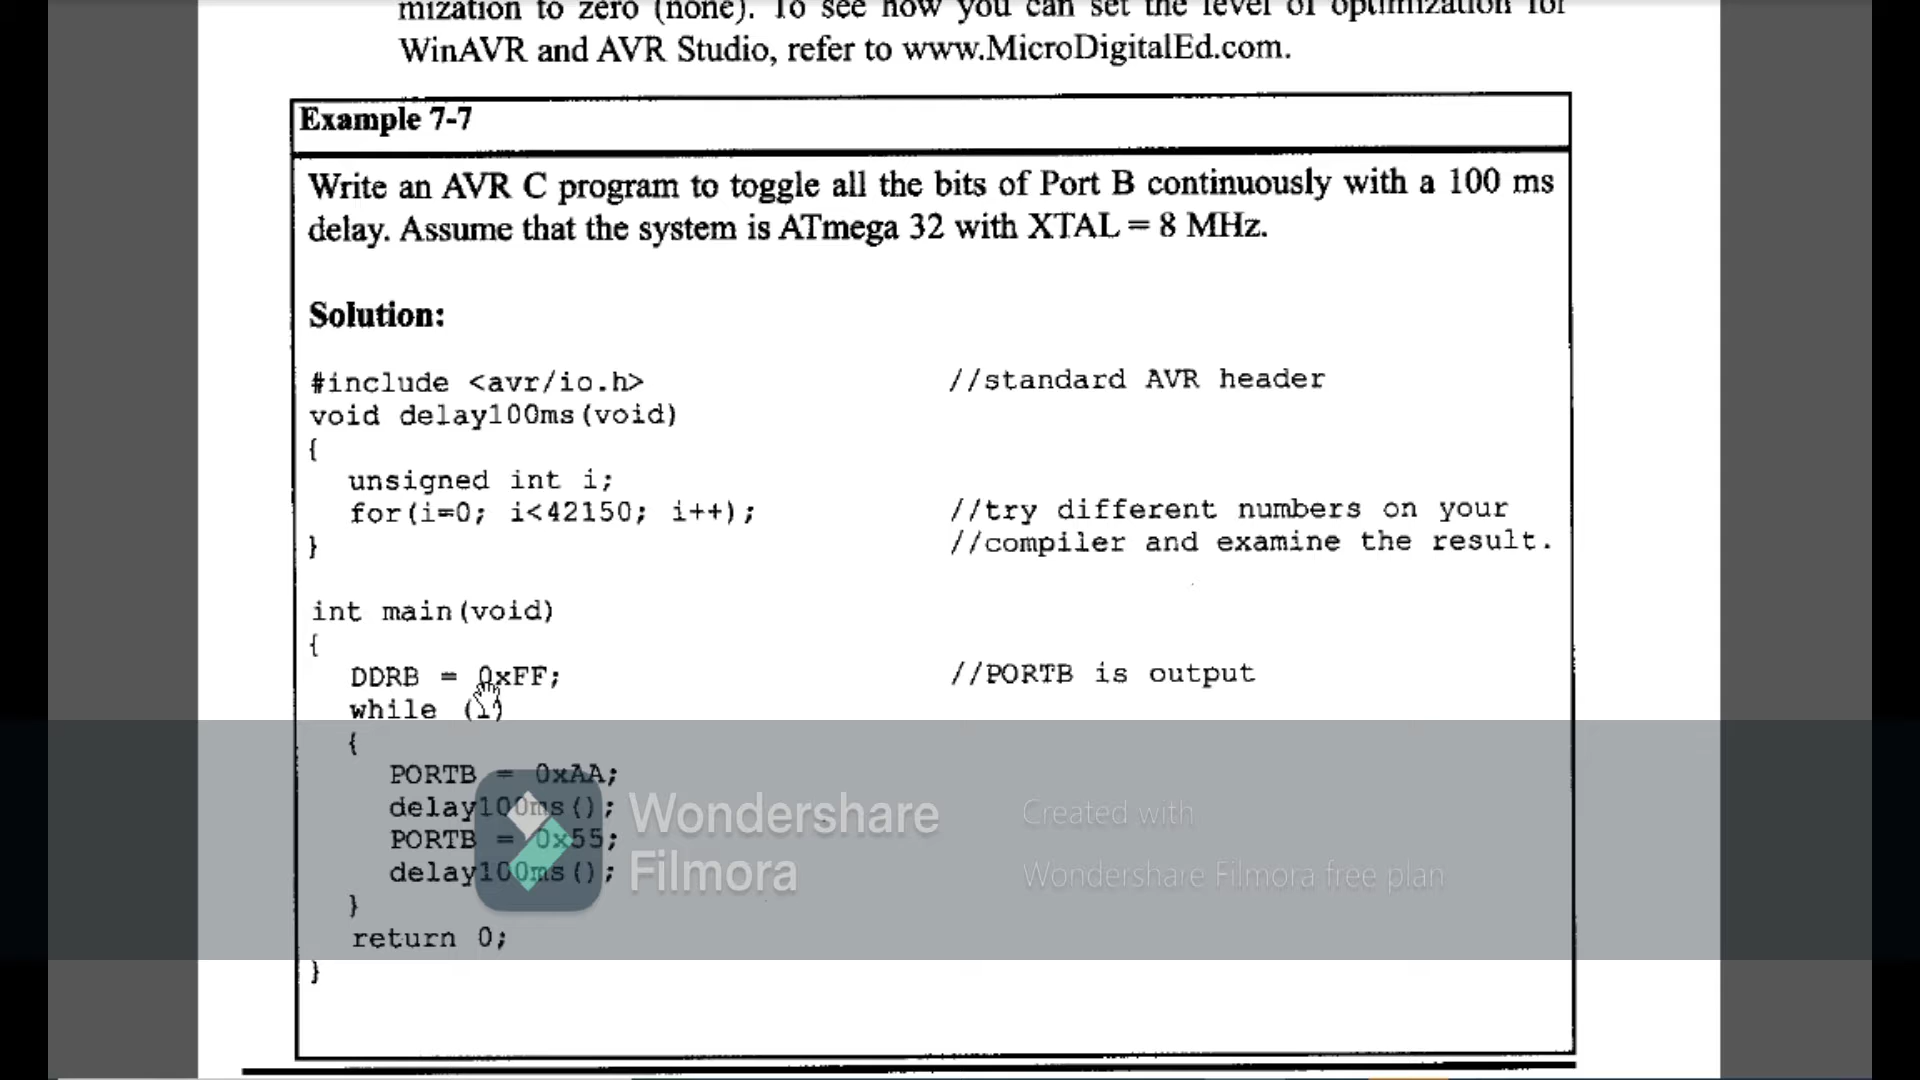 mization to zero (none). To see how you can set the level of optimization for
WinAVR and AVR Studio, refer to www.MicroDigitalEd.com.
Example 7-7
Write an AVR C program to toggle all the bits of Port B continuously with a 100 ms
delay. Assume that the system is ATmega 32 with XTAL = 8 MHz.
Solution:
#include <avr/io.h> //standard AVR header
void delay100ms(void)
{
unsigned int i;
for(i=0; i<42150; i++); //try different numbers on your
} //compiler and examine the result.
int main(void)
{
DDRB = 0xFF; //PORTB is output
while (1)
{
PORTB = 0xAA;
delay100ms();
PORTB = 0x55;
delay100ms();
}
return 0;
}
Wondershare
Filmora
Created with
Wondershare Filmora free plan